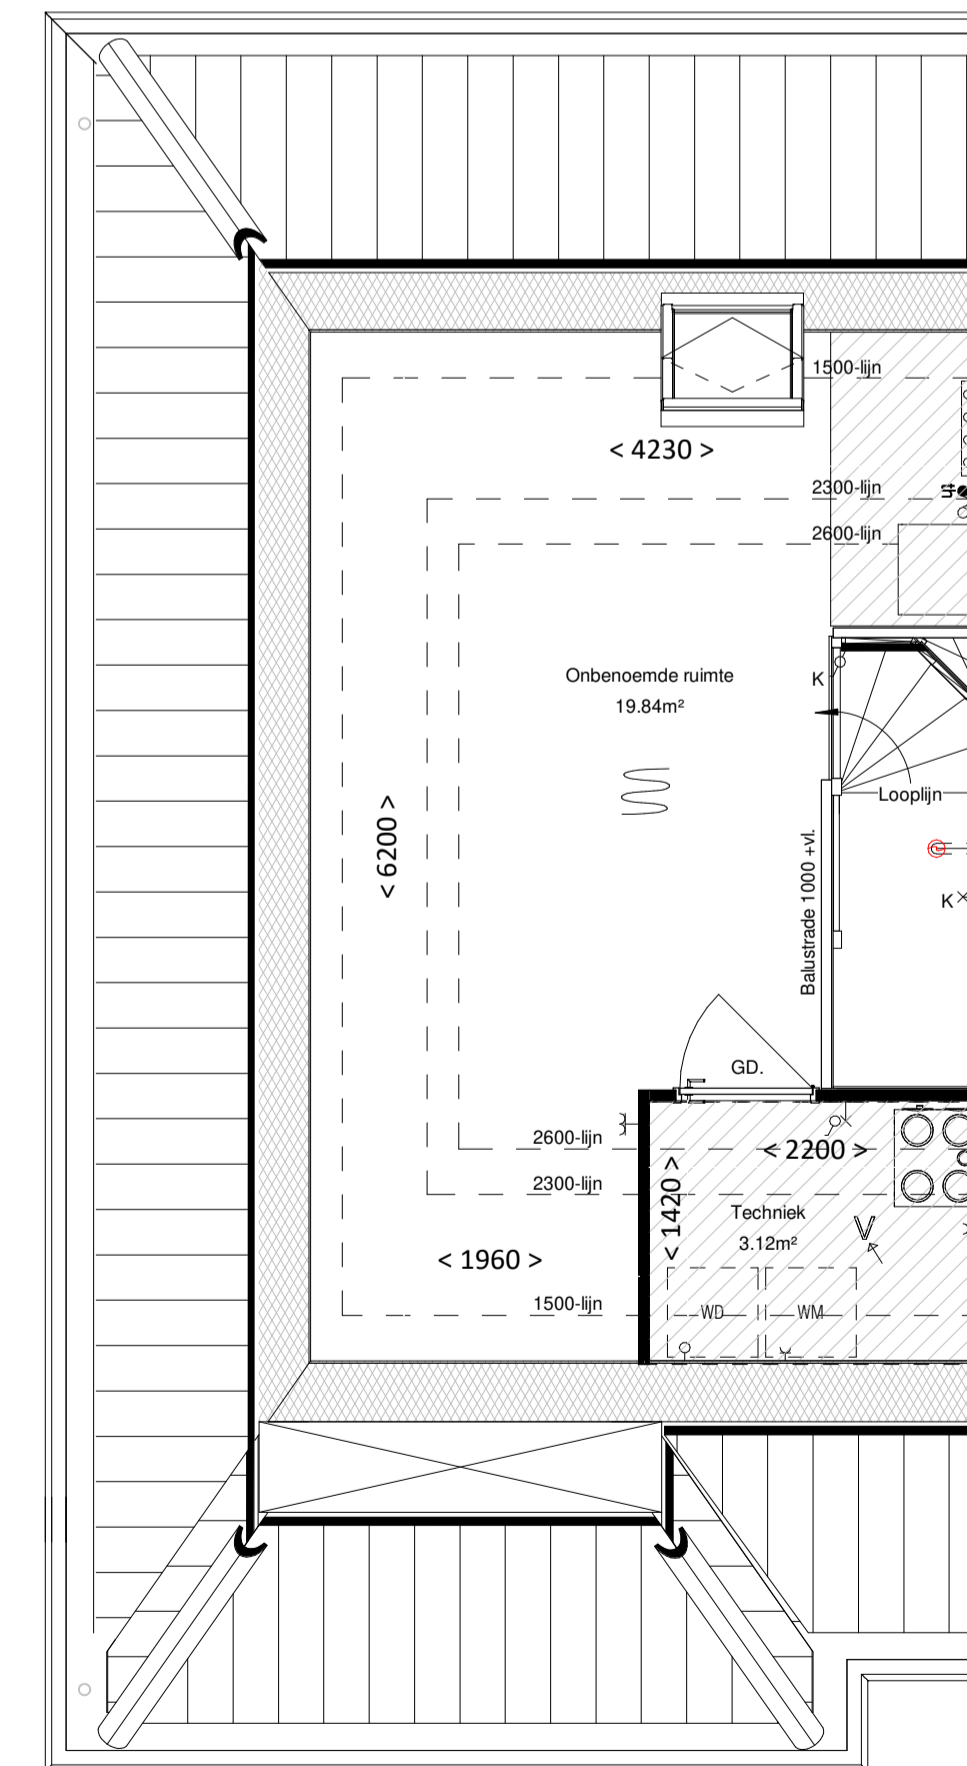 1500-lijn
< 4230 >
2300-lijn
2600-lijn
Onbenoemde ruimte
19.84m²
K
Looplijn
< 6200 >
Balustrade 1000 +vl.
K
GD.
2600-lijn
< 2200 >
2300-lijn
< 1420 >
Techniek
3.12m²
V
< 1960 >
1500-lijn
WD
WM